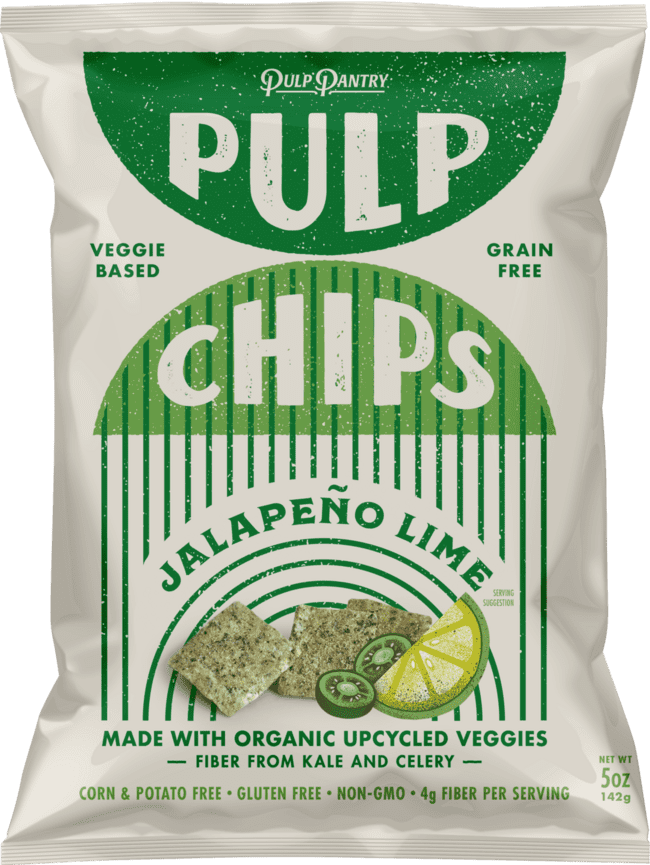 PULP PANTRY
PULP
VEGGIE
BASED
GRAIN
FREE
CHIPS
JALAPEÑO LIME
SERVING
SUGGESTION
MADE WITH ORGANIC UPCYCLED VEGGIES
— FIBER FROM KALE AND CELERY —
NET WT
5oz
142g
CORN & POTATO FREE • GLUTEN FREE • NON-GMO • 4g FIBER PER SERVING